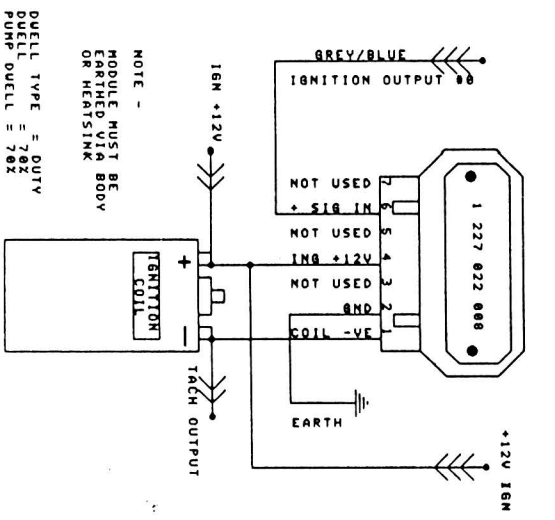 GREY/BLUE
IGNITION OUTPUT 00
1 227 022 008
NOT USED 7
+ SIG IN 6
NOT USED 5
ING +12V 4
NOT USED 3
GND 2
COIL -VE 1
EARTH
+12V IGN
IGN +12V
+
IGNITION
COIL
-
TACH OUTPUT
NOTE -
MODULE MUST BE
EARTHED VIA BODY
OR HEATSINK
DUELL TYPE = DUTY
DUELL = 70%
PUMP DUELL = 70%